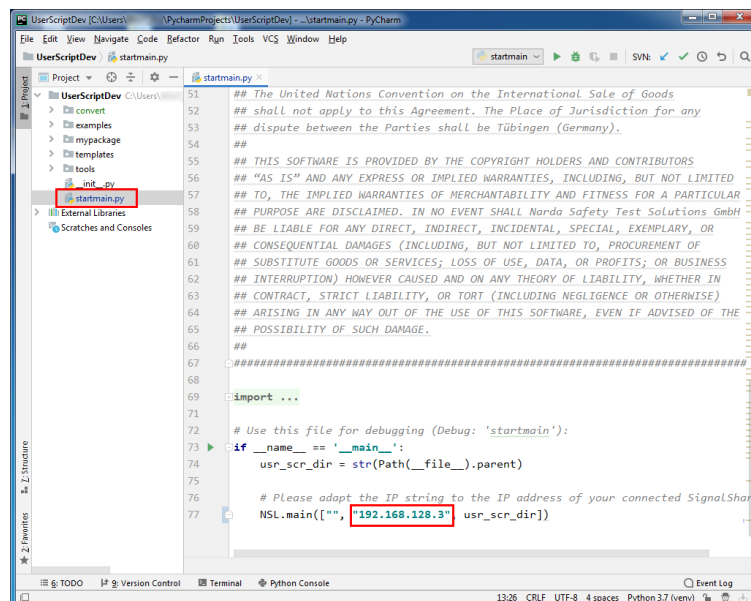 UserScriptDev [C:\Users\ \PycharmProjects\UserScriptDev] - ...\startmain.py - PyCharm
File Edit View Navigate Code Refactor Run Tools VCS Window Help
UserScriptDev startmain.py startmain SVN:
Project startmain.py
1: Project
UserScriptDev C:\Users\
convert
examples
mypackage
templates
tools
__init__.py
startmain.py
External Libraries
Scratches and Consoles
51 ## The United Nations Convention on the International Sale of Goods
52 ## shall not apply to this Agreement. The Place of Jurisdiction for any
53 ## dispute between the Parties shall be Tübingen (Germany).
54 ##
55 ## THIS SOFTWARE IS PROVIDED BY THE COPYRIGHT HOLDERS AND CONTRIBUTORS
56 ## “AS IS” AND ANY EXPRESS OR IMPLIED WARRANTIES, INCLUDING, BUT NOT LIMITED
57 ## TO, THE IMPLIED WARRANTIES OF MERCHANTIBILITY AND FITNESS FOR A PARTICULAR
58 ## PURPOSE ARE DISCLAIMED. IN NO EVENT SHALL Narda Safety Test Solutions GmbH
59 ## BE LIABLE FOR ANY DIRECT, INDIRECT, INCIDENTAL, SPECIAL, EXEMPLARY, OR
60 ## CONSEQUENTIAL DAMAGES (INCLUDING, BUT NOT LIMITED TO, PROCUREMENT OF
61 ## SUBSTITUTE GOODS OR SERVICES; LOSS OF USE, DATA, OR PROFITS; OR BUSINESS
62 ## INTERRUPTION) HOWEVER CAUSED AND ON ANY THEORY OF LIABILITY, WHETHER IN
63 ## CONTRACT, STRICT LIABILITY, OR TORT (INCLUDING NEGLIGENCE OR OTHERWISE)
64 ## ARISING IN ANY WAY OUT OF THE USE OF THIS SOFTWARE, EVEN IF ADVISED OF THE
65 ## POSSIBILITY OF SUCH DAMAGE.
66 ##
67 ##############################################################################
68
69 import ...
71
72 # Use this file for debugging (Debug: 'startmain'):
73 if __name__ == '__main__':
74 usr_scr_dir = str(Path(__file__).parent)
75
76 # Please adapt the IP string to the IP address of your connected SignalShar
77 NSL.main(["", "192.168.128.3", usr_scr_dir])
Z: Structure
2: Favorites
6: TODO 9: Version Control Terminal Python Console Event Log
13:26 CRLF UTF-8 4 spaces Python 3.7 (venv)